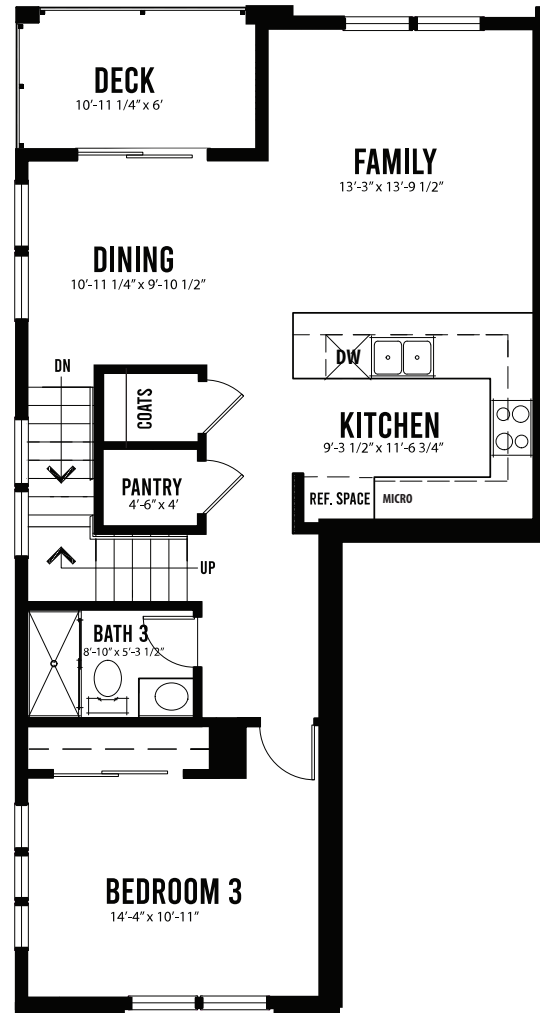 DECK
10'-11 1/4" x 6'
FAMILY
13'-3" x 13'-9 1/2"
DINING
10'-11 1/4" x 9'-10 1/2"
DN
DW
COATS
KITCHEN
9'-3 1/2" x 11'-6 3/4"
PANTRY
4'-6" x 4'
REF. SPACE
MICRO
UP
BATH 3
8'-10" x 5'-3 1/2"
BEDROOM 3
14'-4" x 10'-11"